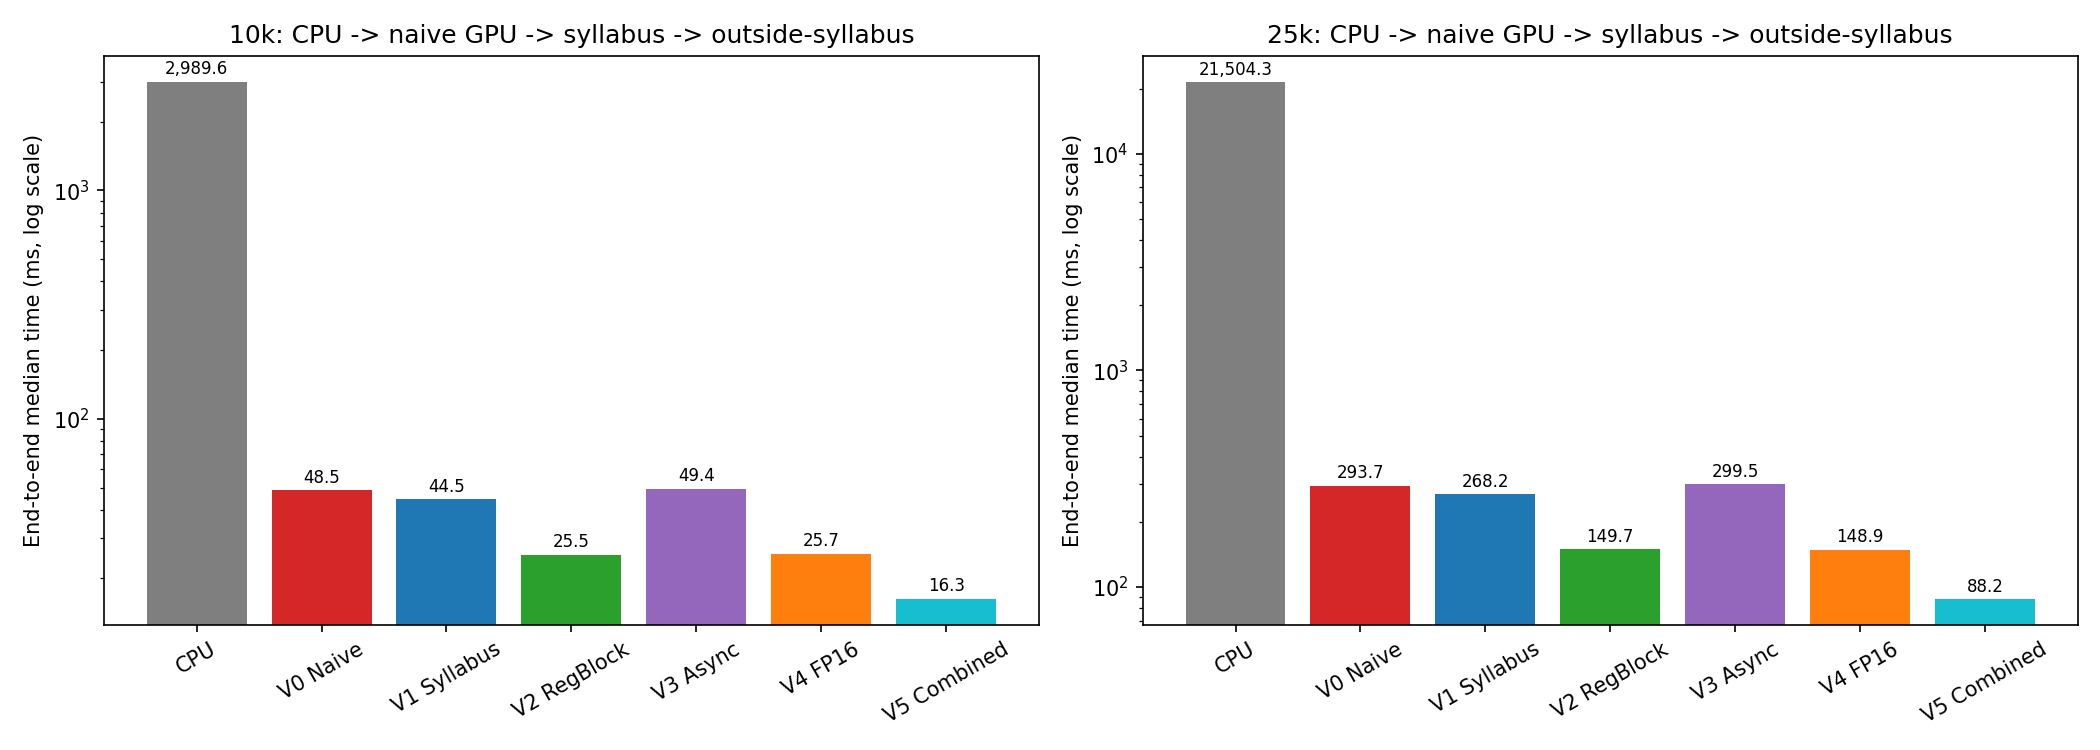 10k: CPU -> naive GPU -> syllabus -> outside-syllabus
End-to-end median time (ms, log scale)
10³
10²
2,989.6
48.5
44.5
25.5
49.4
25.7
16.3
CPU
V0 Naive
V1 Syllabus
V2 RegBlock
V3 Async
V4 FP16
V5 Combined
25k: CPU -> naive GPU -> syllabus -> outside-syllabus
End-to-end median time (ms, log scale)
10⁴
10³
10²
21,504.3
293.7
268.2
149.7
299.5
148.9
88.2
CPU
V0 Naive
V1 Syllabus
V2 RegBlock
V3 Async
V4 FP16
V5 Combined